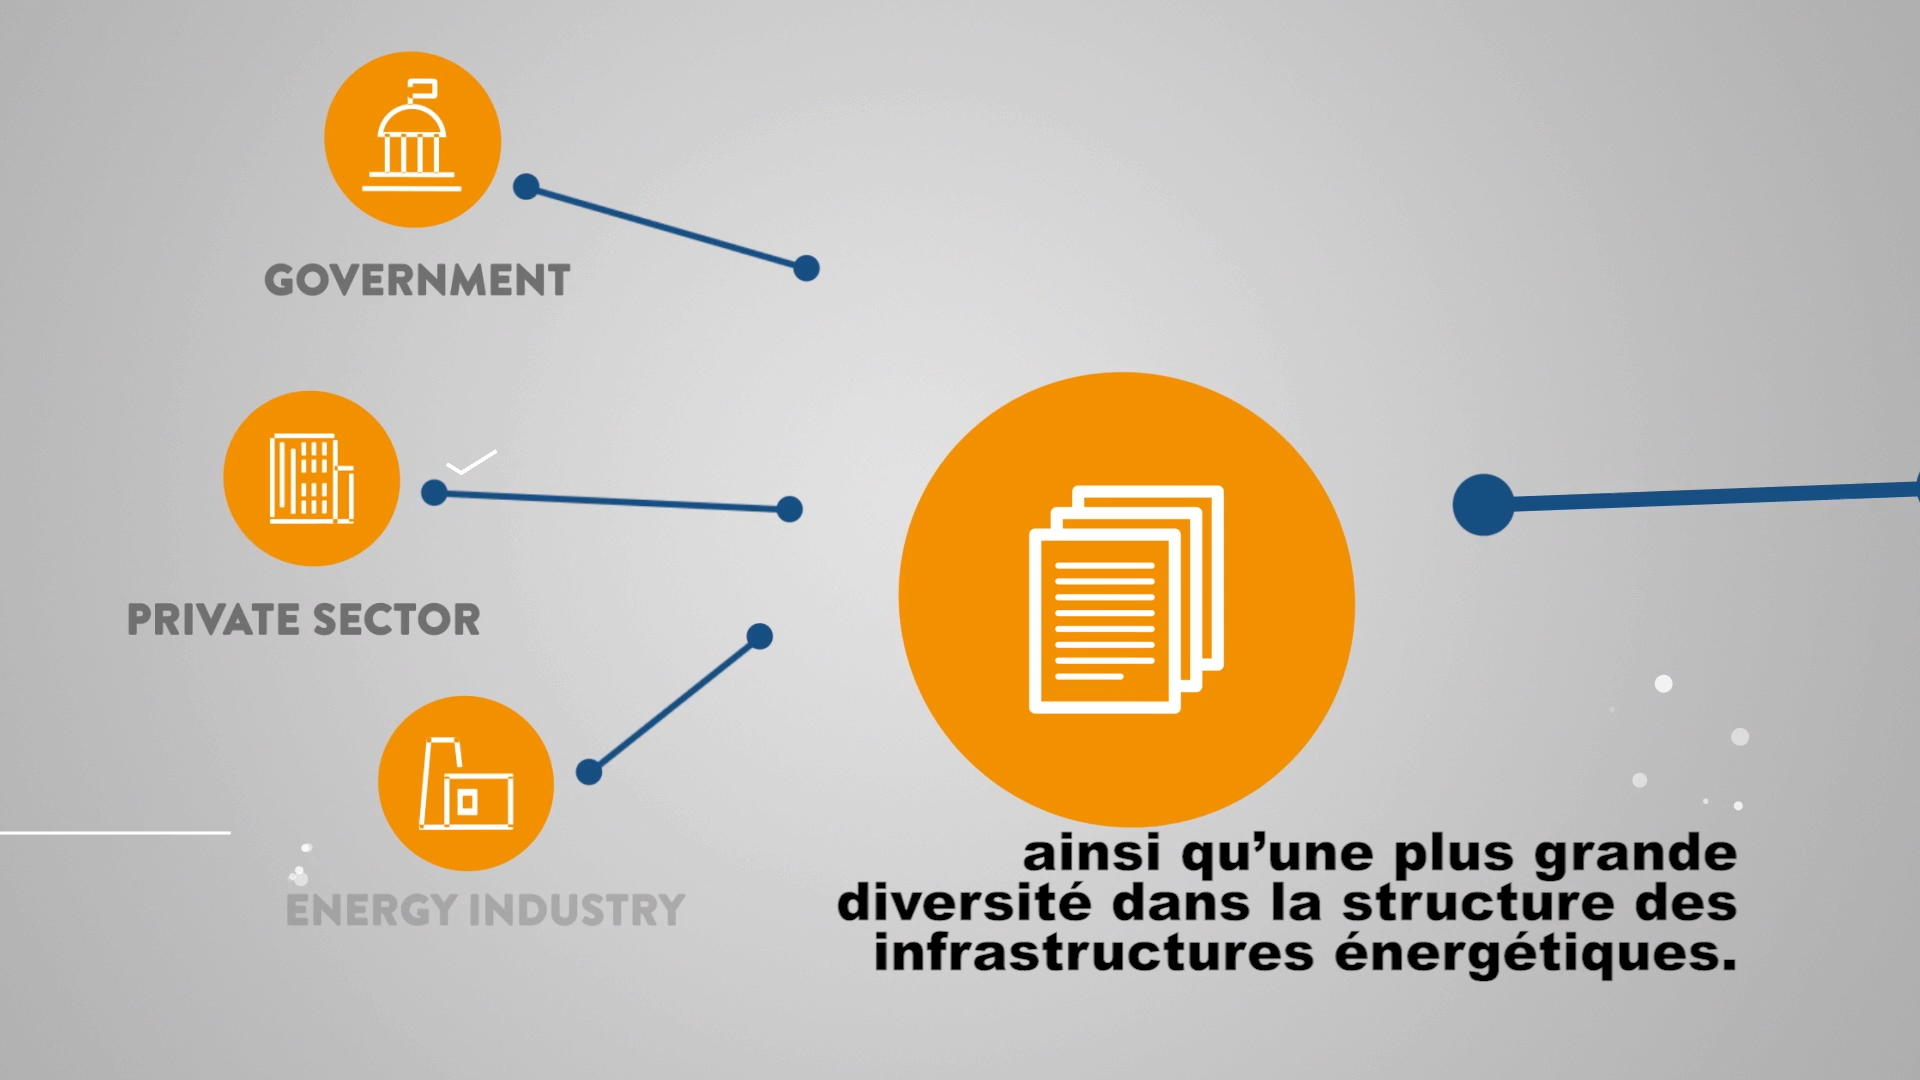 GOVERNMENT
PRIVATE SECTOR
ENERGY INDUSTRY
ainsi qu’une plus grande
diversité dans la structure des
infrastructures énergétiques.